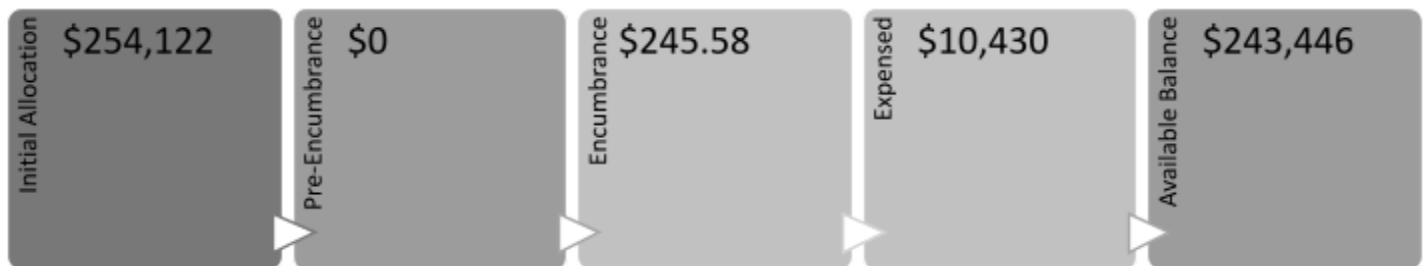 Initial Allocation
$254,122
Pre-Encumbrance
$0
Encumbrance
$245.58
Expensed
$10,430
Available Balance
$243,446